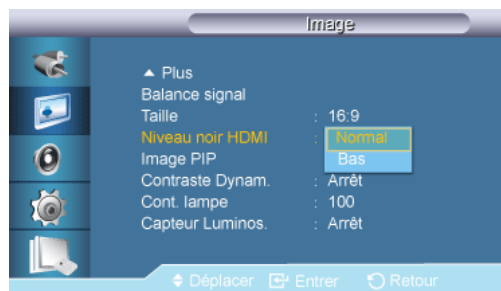 Image
▲ Plus
Balance signal
Taille : 16:9
Niveau noir HDMI : Normal
Image PIP Bas
Contraste Dynam. : Arrêt
Cont. lampe : 100
Capteur Luminos. : Arrêt
Déplacer Entrer Retour